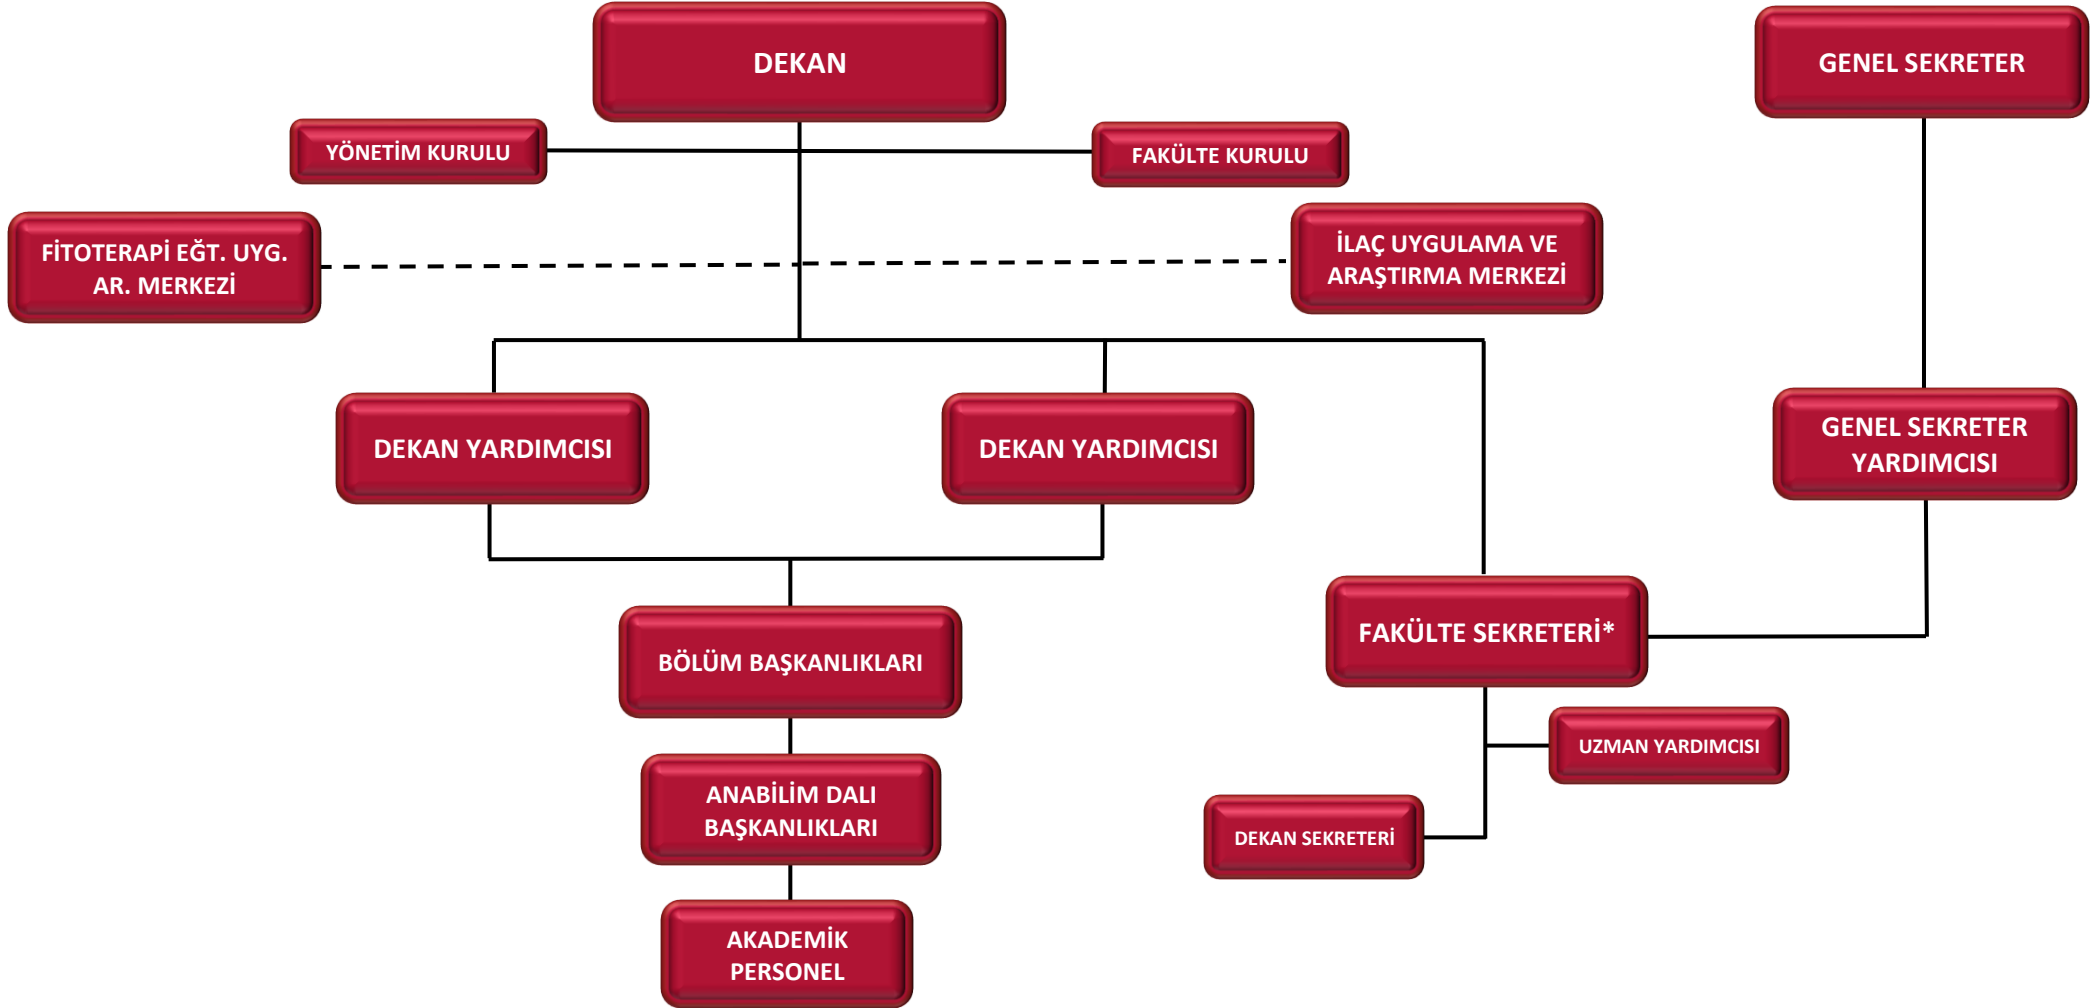 DEKAN
GENEL SEKRETER
YÖNETİM KURULU
FAKÜLTE KURULU
FİTOTERAPİ EĞT. UYG.
AR. MERKEZİ
İLAÇ UYGULAMA VE
ARAŞTIRMA MERKEZİ
DEKAN YARDIMCISI
DEKAN YARDIMCISI
GENEL SEKRETER
YARDIMCISI
BÖLÜM BAŞKANLIKLARI
FAKÜLTE SEKRETERİ*
UZMAN YARDIMCISI
ANABİLİM DALI
BAŞKANLIKLARI
DEKAN SEKRETERİ
AKADEMİK
PERSONEL